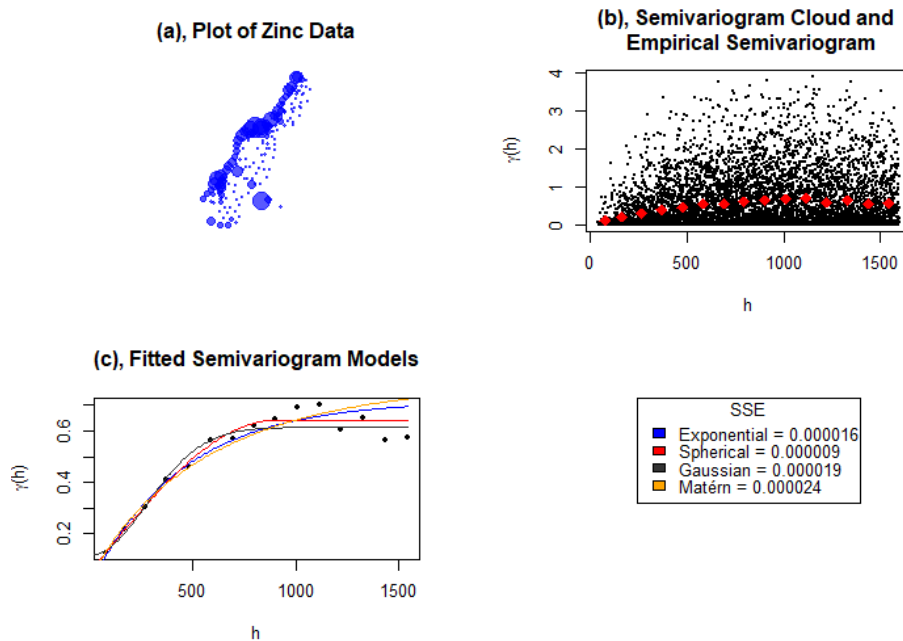 (a), Plot of Zinc Data
(b), Semivariogram Cloud and
Empirical Semivariogram
γ(h)
4
3
2
1
0
0 500 1000 1500
h
(c), Fitted Semivariogram Models
γ(h)
0.6
0.4
0.2
500 1000 1500
h
SSE
Exponential = 0.000016
Spherical = 0.000009
Gaussian = 0.000019
Matérn = 0.000024